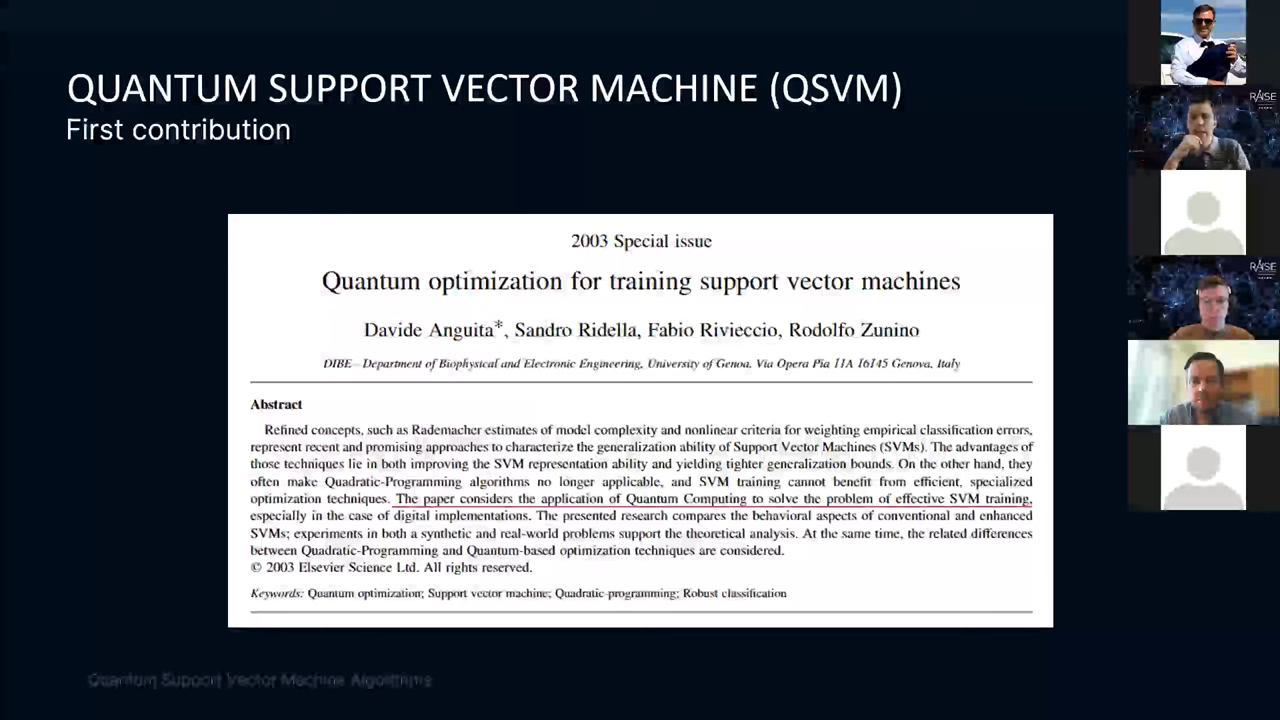 QUANTUM SUPPORT VECTOR MACHINE (QSVM)
First contribution
2003 Special issue
Quantum optimization for training support vector machines
Davide Anguita*, Sandro Ridella, Fabio Rivieccio, Rodolfo Zunino
DIBE—Department of Biophysical and Electronic Engineering, University of Genoa, Via Opera Pia 11A 16145 Genova, Italy
Abstract
Refined concepts, such as Rademacher estimates of model complexity and nonlinear criteria for weighting empirical classification errors,
represent recent and promising approaches to characterize the generalization ability of Support Vector Machines (SVMs). The advantages of
those techniques lie in both improving the SVM representation ability and yielding tighter generalization bounds. On the other hand, they
often make Quadratic-Programming algorithms no longer applicable, and SVM training cannot benefit from efficient, specialized
optimization techniques. The paper considers the application of Quantum Computing to solve the problem of effective SVM training,
especially in the case of digital implementations. The presented research compares the behavioral aspects of conventional and enhanced
SVMs; experiments in both a synthetic and real-world problems support the theoretical analysis. At the same time, the related differences
between Quadratic-Programming and Quantum-based optimization techniques are considered.
© 2003 Elsevier Science Ltd. All rights reserved.
Keywords: Quantum optimization; Support vector machine; Quadratic-programming; Robust classification
Quantum Support Vector Machine Algorithms
RAISE
RAISE